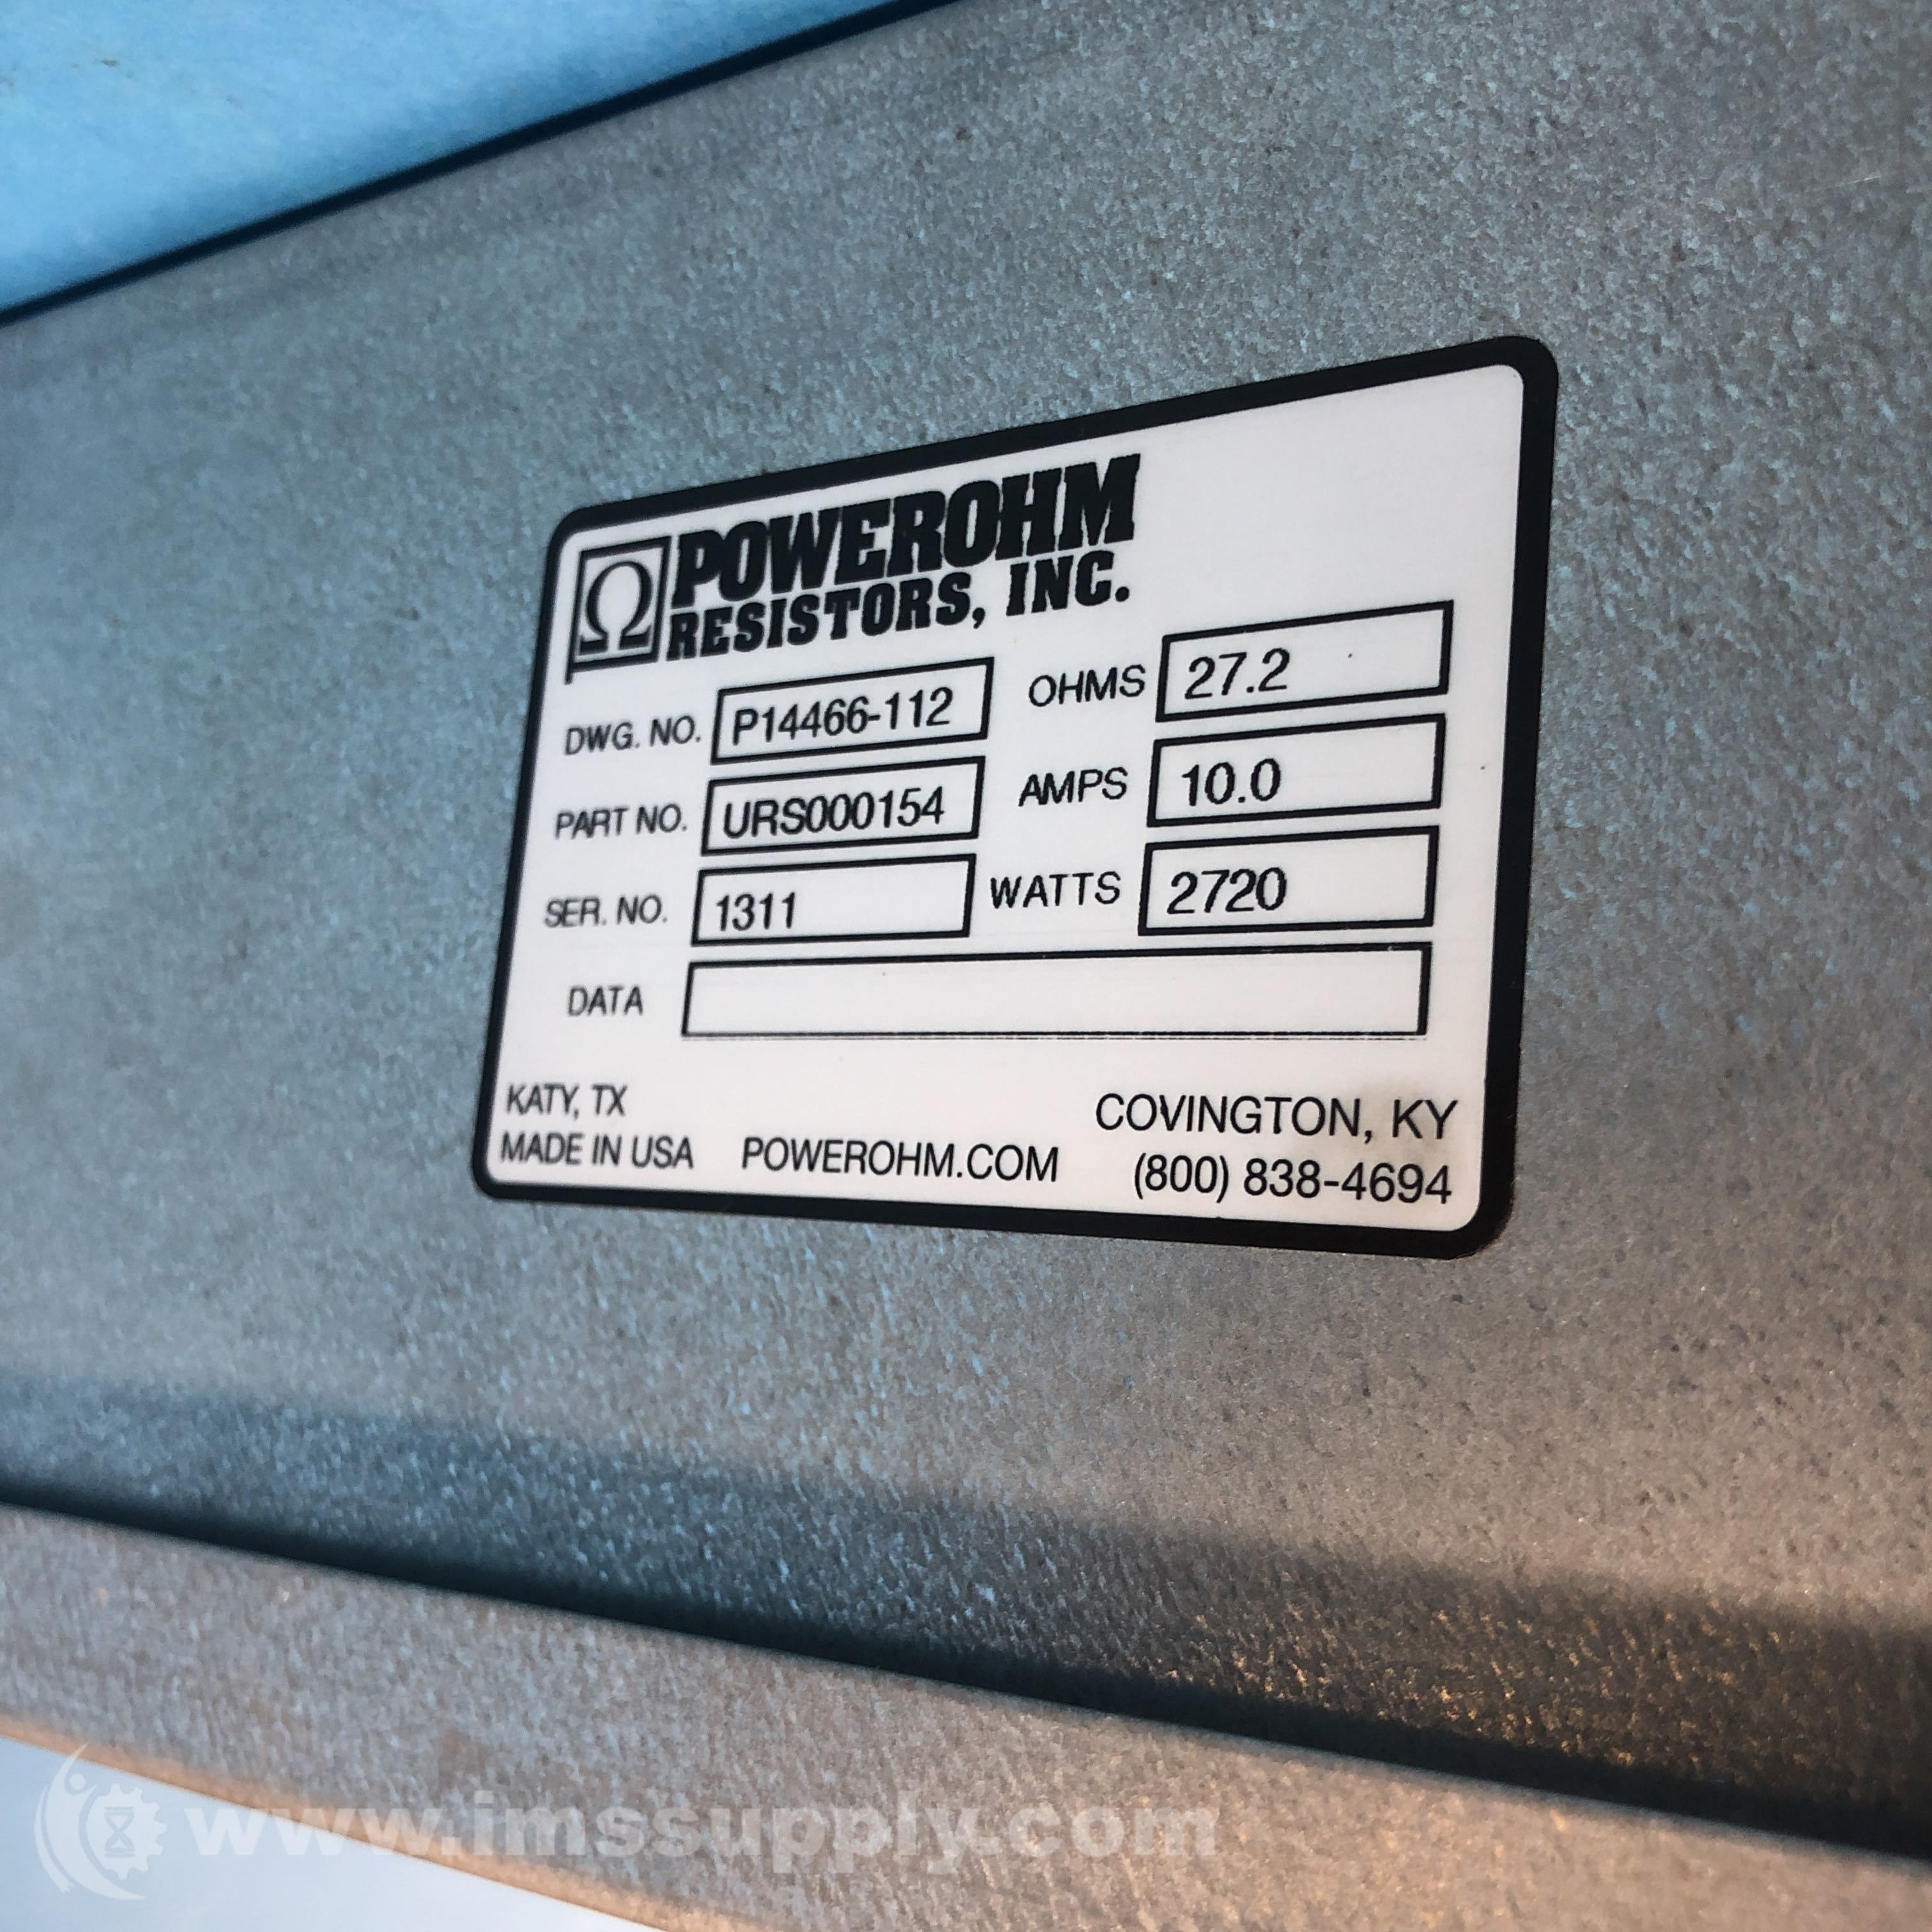 Ω POWEROHM
RESISTORS, INC.
DWG. NO. P14466-112 OHMS 27.2
PART NO. URS000154 AMPS 10.0
SER. NO. 1311 WATTS 2720
DATA
KATY, TX COVINGTON, KY
MADE IN USA POWEROHM.COM (800) 838-4694
www.imssupply.com